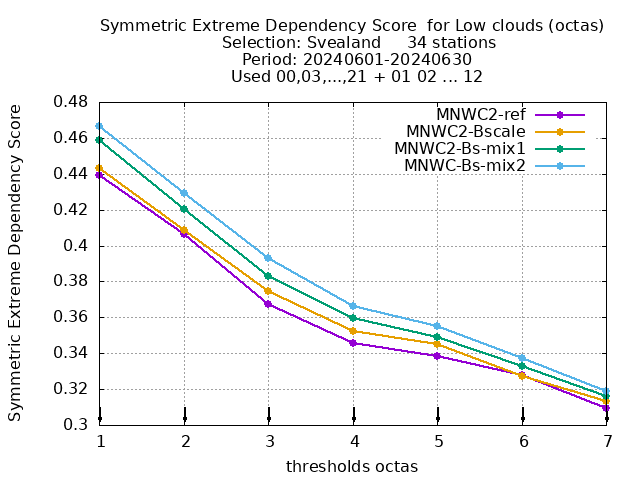 Symmetric Extreme Dependency Score  for Low clouds (octas)
Selection: Svealand     34 stations
Period: 20240601-20240630
Used 00,03,...,21 + 01 02 ... 12
Symmetric Extreme Dependency Score
0.48
0.46
0.44
0.42
0.4
0.38
0.36
0.34
0.32
0.3
MNWC2-ref
MNWC2-Bscale
MNWC2-Bs-mix1
MNWC-Bs-mix2
1 2 3 4 5 6 7
thresholds octas